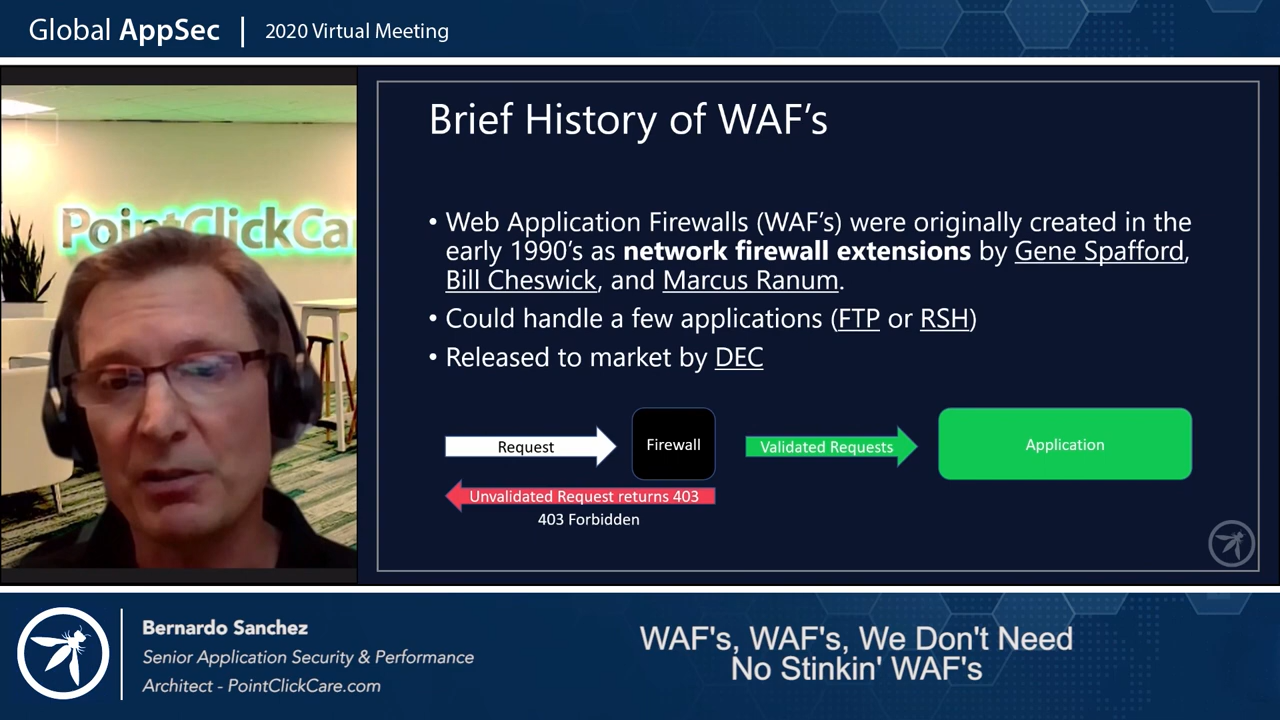 Global AppSec | 2020 Virtual Meeting
PointClickCa
Brief History of WAF's
• Web Application Firewalls (WAF's) were originally created in the
early 1990's as network firewall extensions by Gene Spafford,
Bill Cheswick, and Marcus Ranum.
• Could handle a few applications (FTP or RSH)
• Released to market by DEC
Request
Firewall
Validated Requests
Application
Unvalidated Request returns 403
403 Forbidden
Bernardo Sanchez
Senior Application Security & Performance
Architect - PointClickCare.com
WAF's, WAF's, We Don't Need
No Stinkin' WAF's